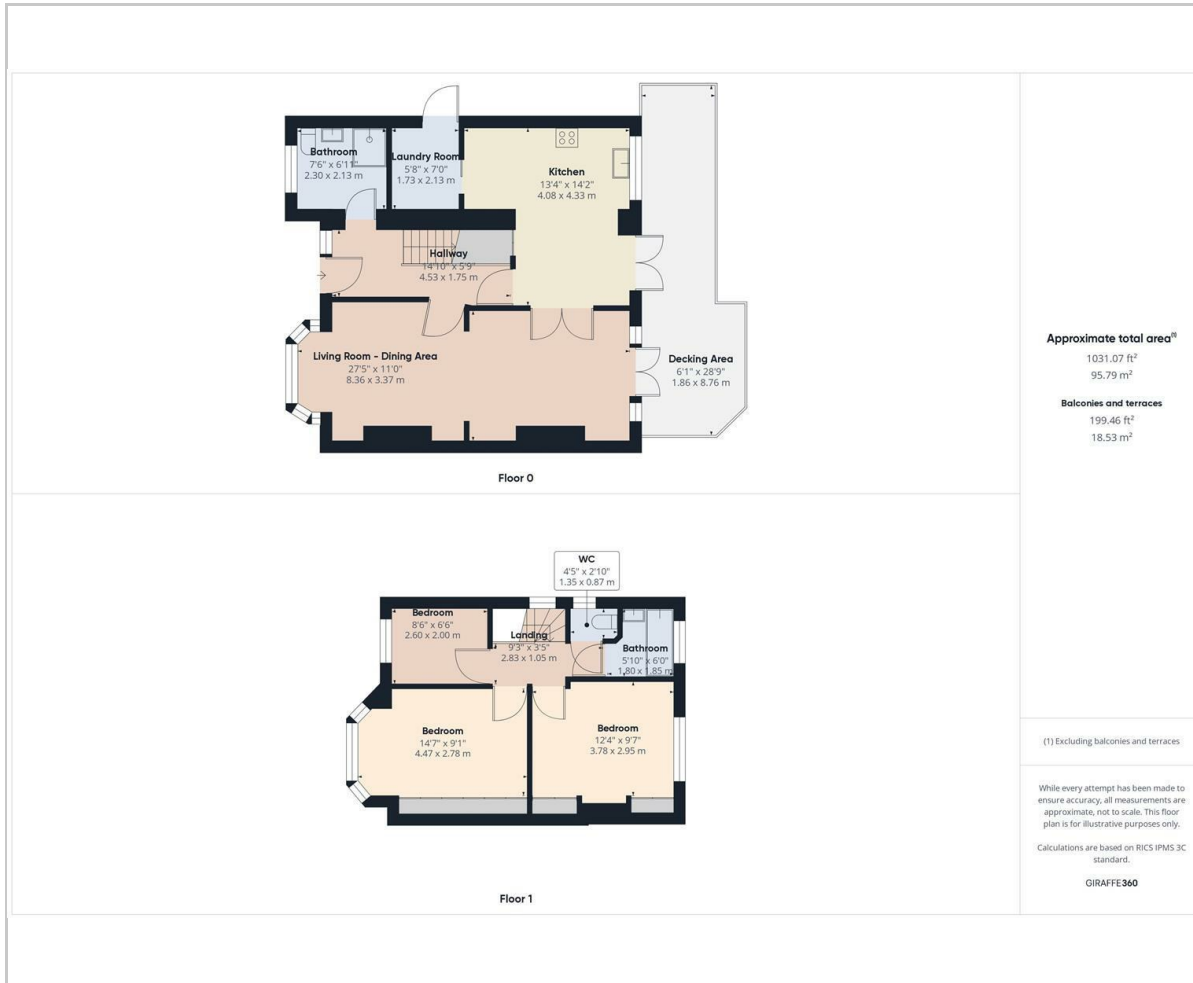 Bathroom
7'6" x 6'11"
2.30 x 2.13 m
Laundry Room
5'8" x 7'0"
1.73 x 2.13 m
Kitchen
13'4" x 14'2"
4.08 x 4.33 m
Hallway
14'10" x 5'9"
4.53 x 1.75 m
Living Room - Dining Area
27'5" x 11'0"
8.36 x 3.37 m
Decking Area
6'1" x 28'9"
1.86 x 8.76 m
Floor 0
WC
4'5" x 2'10"
1.35 x 0.87 m
Bedroom
8'6" x 6'6"
2.60 x 2.00 m
Landing
9'3" x 3'5"
2.83 x 1.05 m
Bathroom
5'10" x 6'0"
1.80 x 1.85 m
Bedroom
14'7" x 9'1"
4.47 x 2.78 m
Bedroom
12'4" x 9'7"
3.78 x 2.95 m
Floor 1
Approximate total area⁽¹⁾
1031.07 ft²
95.79 m²
Balconies and terraces
199.46 ft²
18.53 m²
(1) Excluding balconies and terraces
While every attempt has been made to
ensure accuracy, all measurements are
approximate, not to scale. This floor
plan is for illustrative purposes only.
Calculations are based on RICS IPMS 3C
standard.
GIRAFFE360